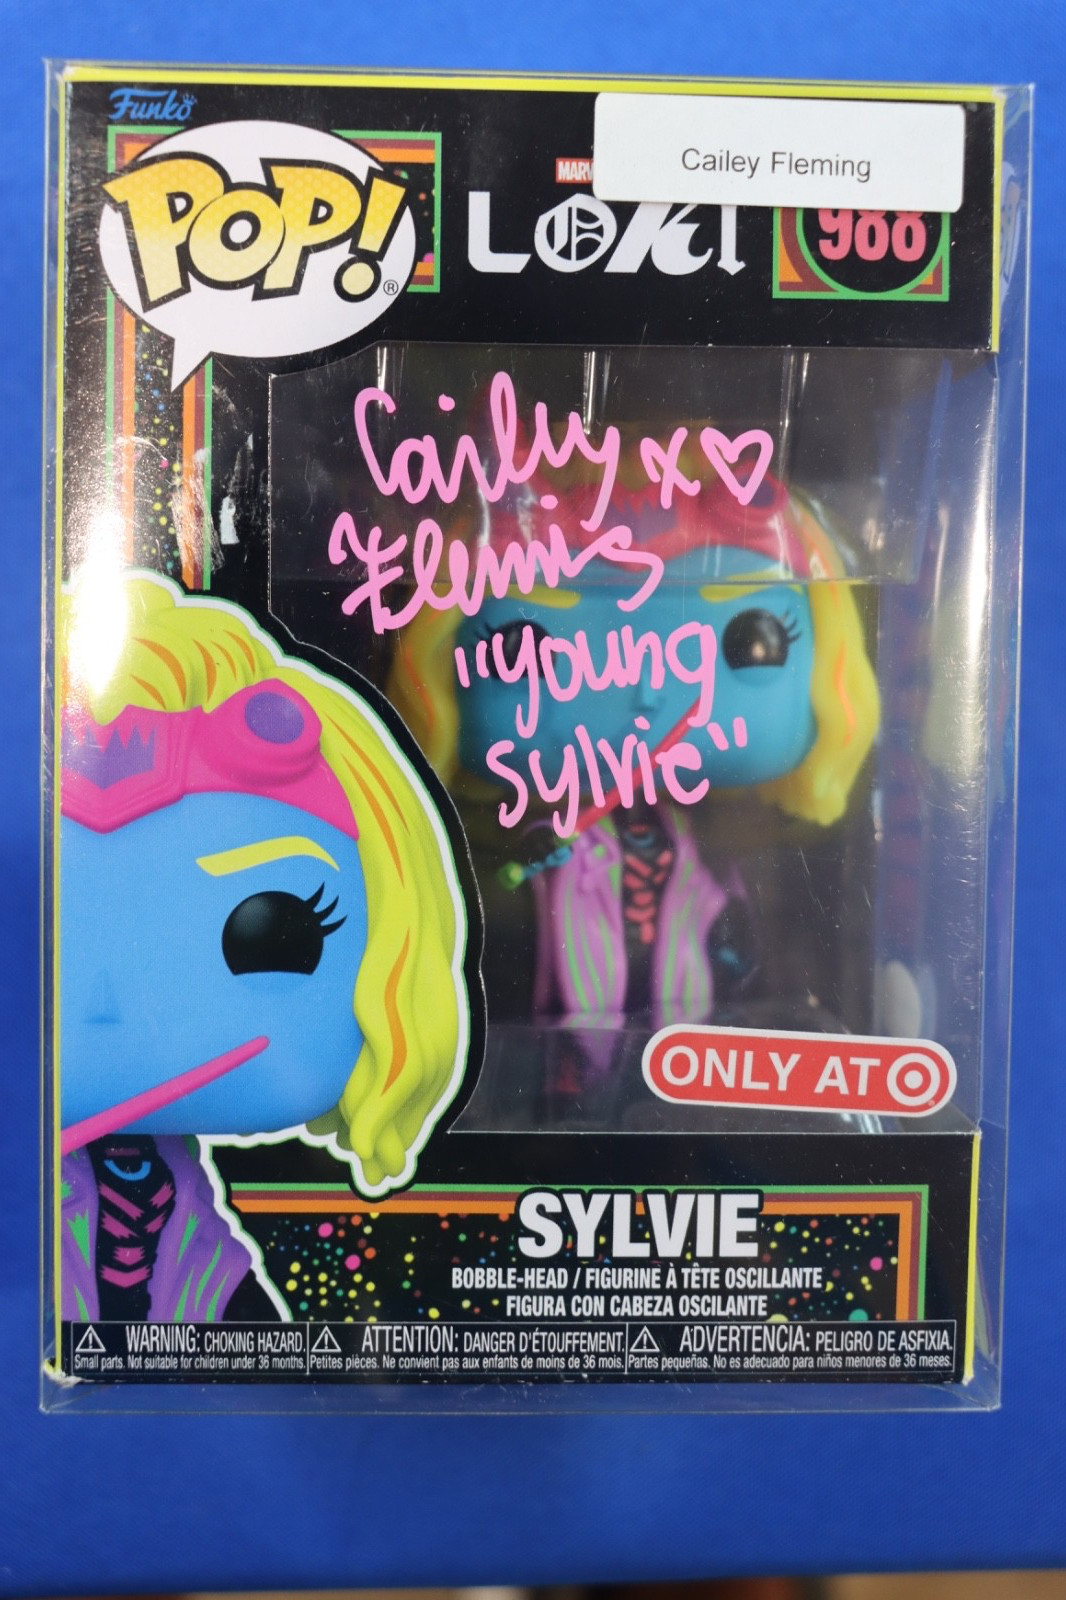 Funko
POP!®
Cailey Fleming
MARV
LOKI
988
Cailey x♡
Fleming
"young
sylvie"
ONLY AT
SYLVIE
BOBBLE-HEAD / FIGURINE À TÊTE OSCILLANTE
FIGURA CON CABEZA OSCILANTE
WARNING: CHOKING HAZARD.
Small parts. Not suitable for children under 36 months.
ATTENTION: DANGER D'ÉTOUFFEMENT.
Petites pièces. Ne convient pas aux enfants de moins de 36 mois.
ADVERTENCIA: PELIGRO DE ASFIXIA.
Partes pequeñas. No es adecuado para niños menores de 36 meses.